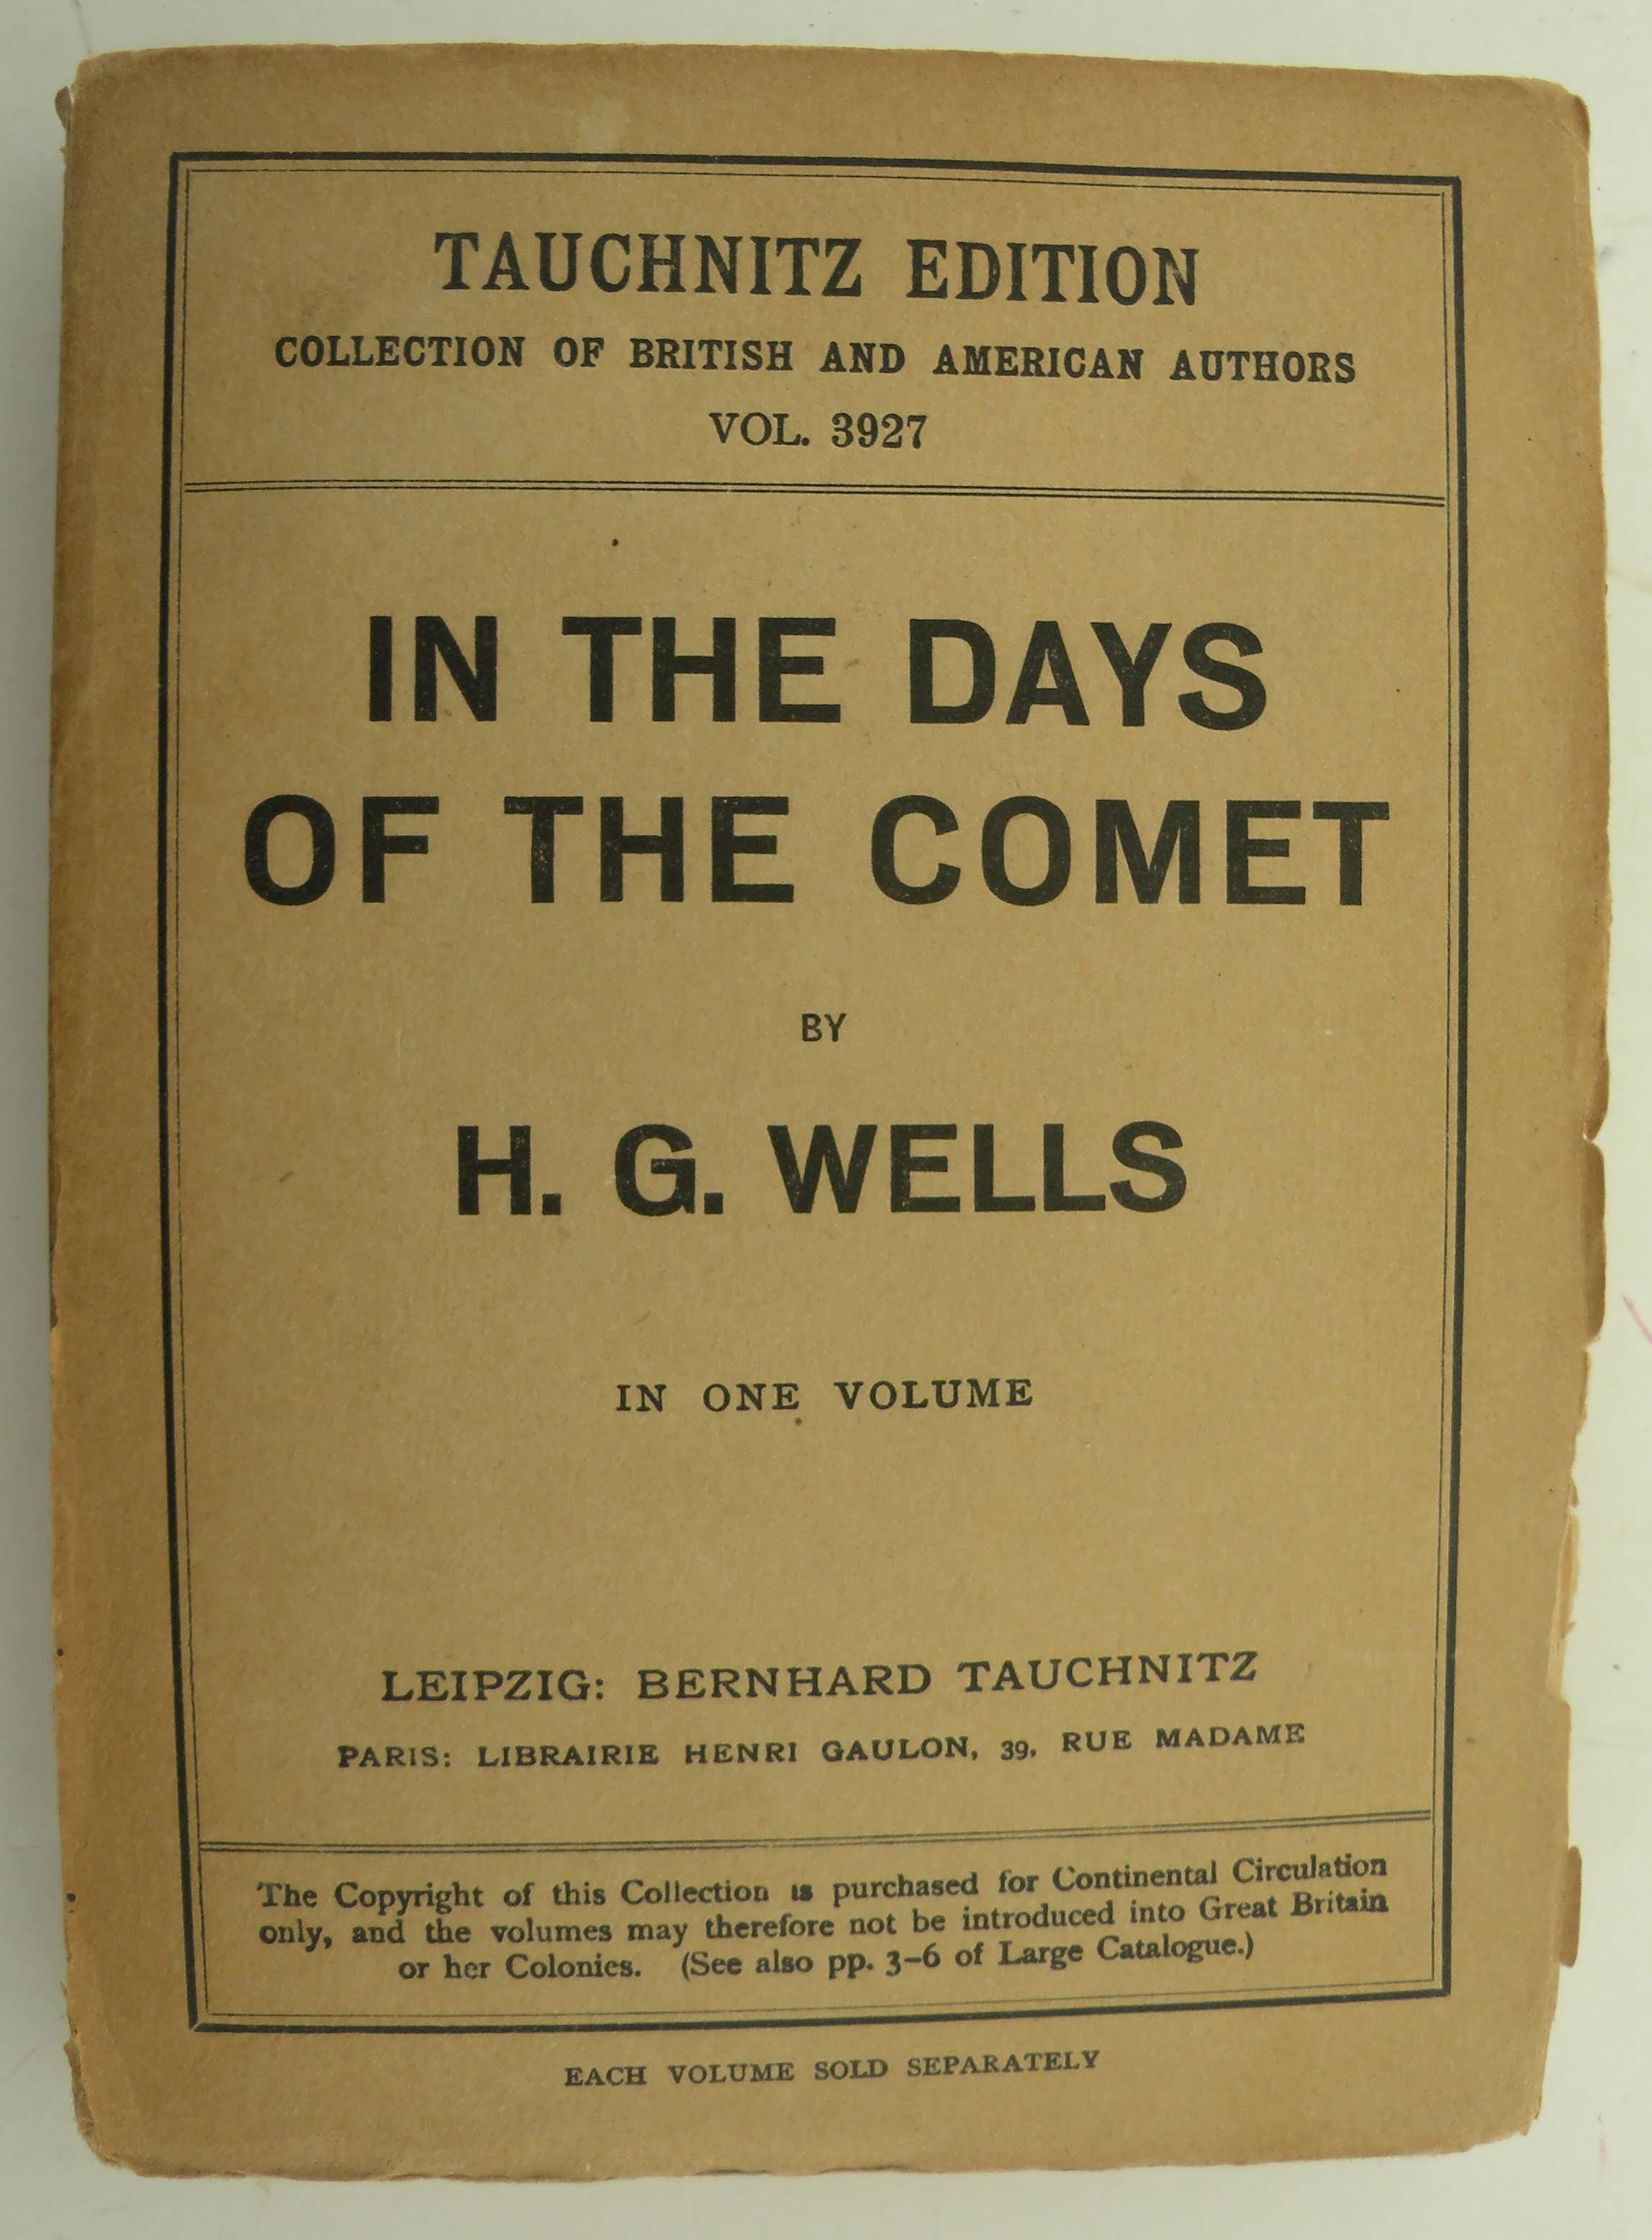 TAUCHNITZ EDITION
COLLECTION OF BRITISH AND AMERICAN AUTHORS
VOL. 3927
IN THE DAYS
OF THE COMET
BY
H. G. WELLS
IN ONE VOLUME
LEIPZIG: BERNHARD TAUCHNITZ
PARIS: LIBRAIRIE HENRI GAULON, 39, RUE MADAME
The Copyright of this Collection is purchased for Continental Circulation
only, and the volumes may therefore not be introduced into Great Britain
or her Colonies. (See also pp. 3–6 of Large Catalogue.)
EACH VOLUME SOLD SEPARATELY